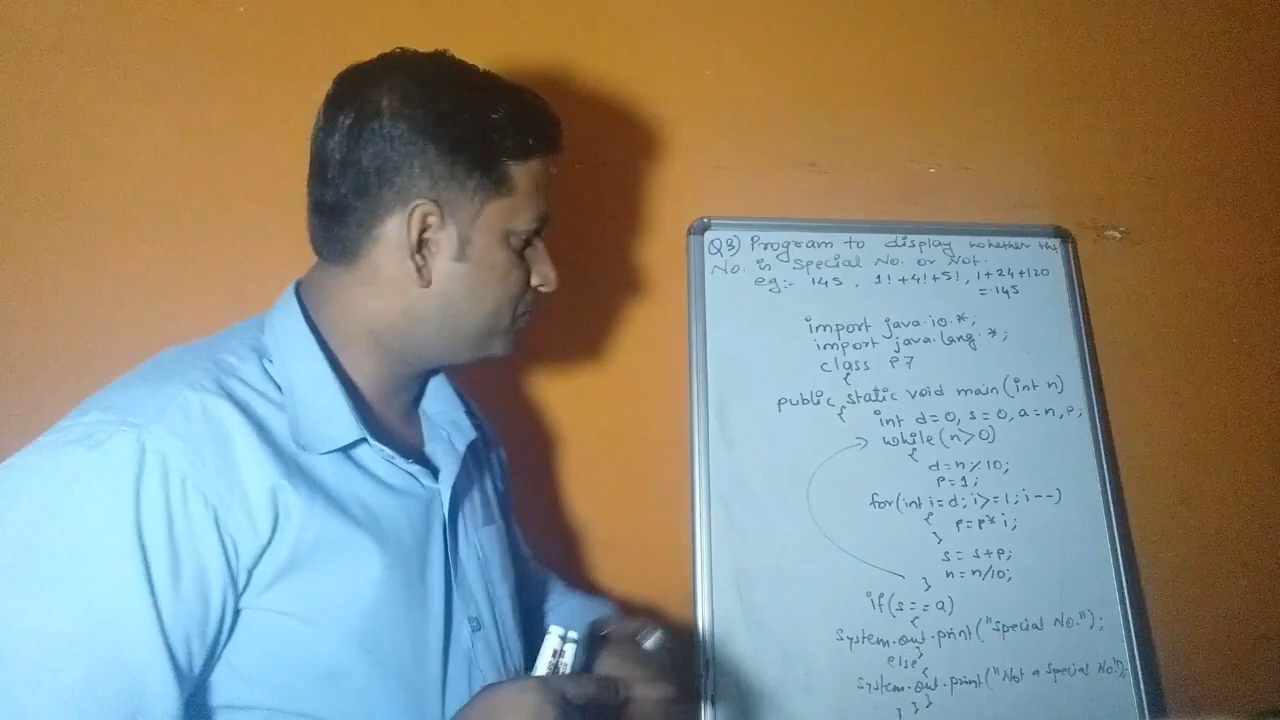 Q3) Program to display whether the
No. is Special No. or Not.
eg:- 145, 1!+4!+5!, 1+24+120
=145
import java.io.*;
import java.lang.*;
class P7
{
public static void main(int n)
{ int d=0, s=0, a=n, p;
while(n>0)
{
d=n%10;
P=1;
for(int i=d; i>=1; i--)
{ p=p*i;
}
s=s+p;
n=n/10;
}
if(s==a)
{
System.out.print("Special No.");
}
else
{
System.out.print("Not a Special No.");
} } }